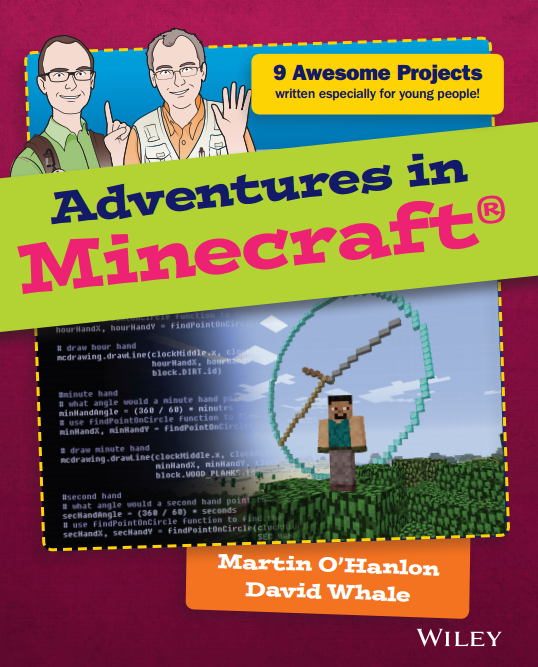 9 Awesome Projects
written especially for young people!
Adventures in
Minecraft®
hourHandX, hourHandY = findPointOnCircle
# draw hour hand
mcdrawing.drawLine(clockMiddle.x,
hourHandX,
block.DIRT.id)
#minute hand
# what angle would a minute hand
minHandAngle = (360 / 60) * minutes
# use findPointOnCircle function to
minHandX, minHandY = findPointOnCircle
# draw minute hand
mcdrawing.drawLine(clockMiddle.x,
minHandX, minHandY,
block.WOOD_PLANKS
#second hand
# what angle would a second hand point
secHandAngle = (360 / 60) * seconds
# use findPointOnCircle function to find
secHandX, secHandY = findPointOnCircle(
Martin O'Hanlon
David Whale
WILEY